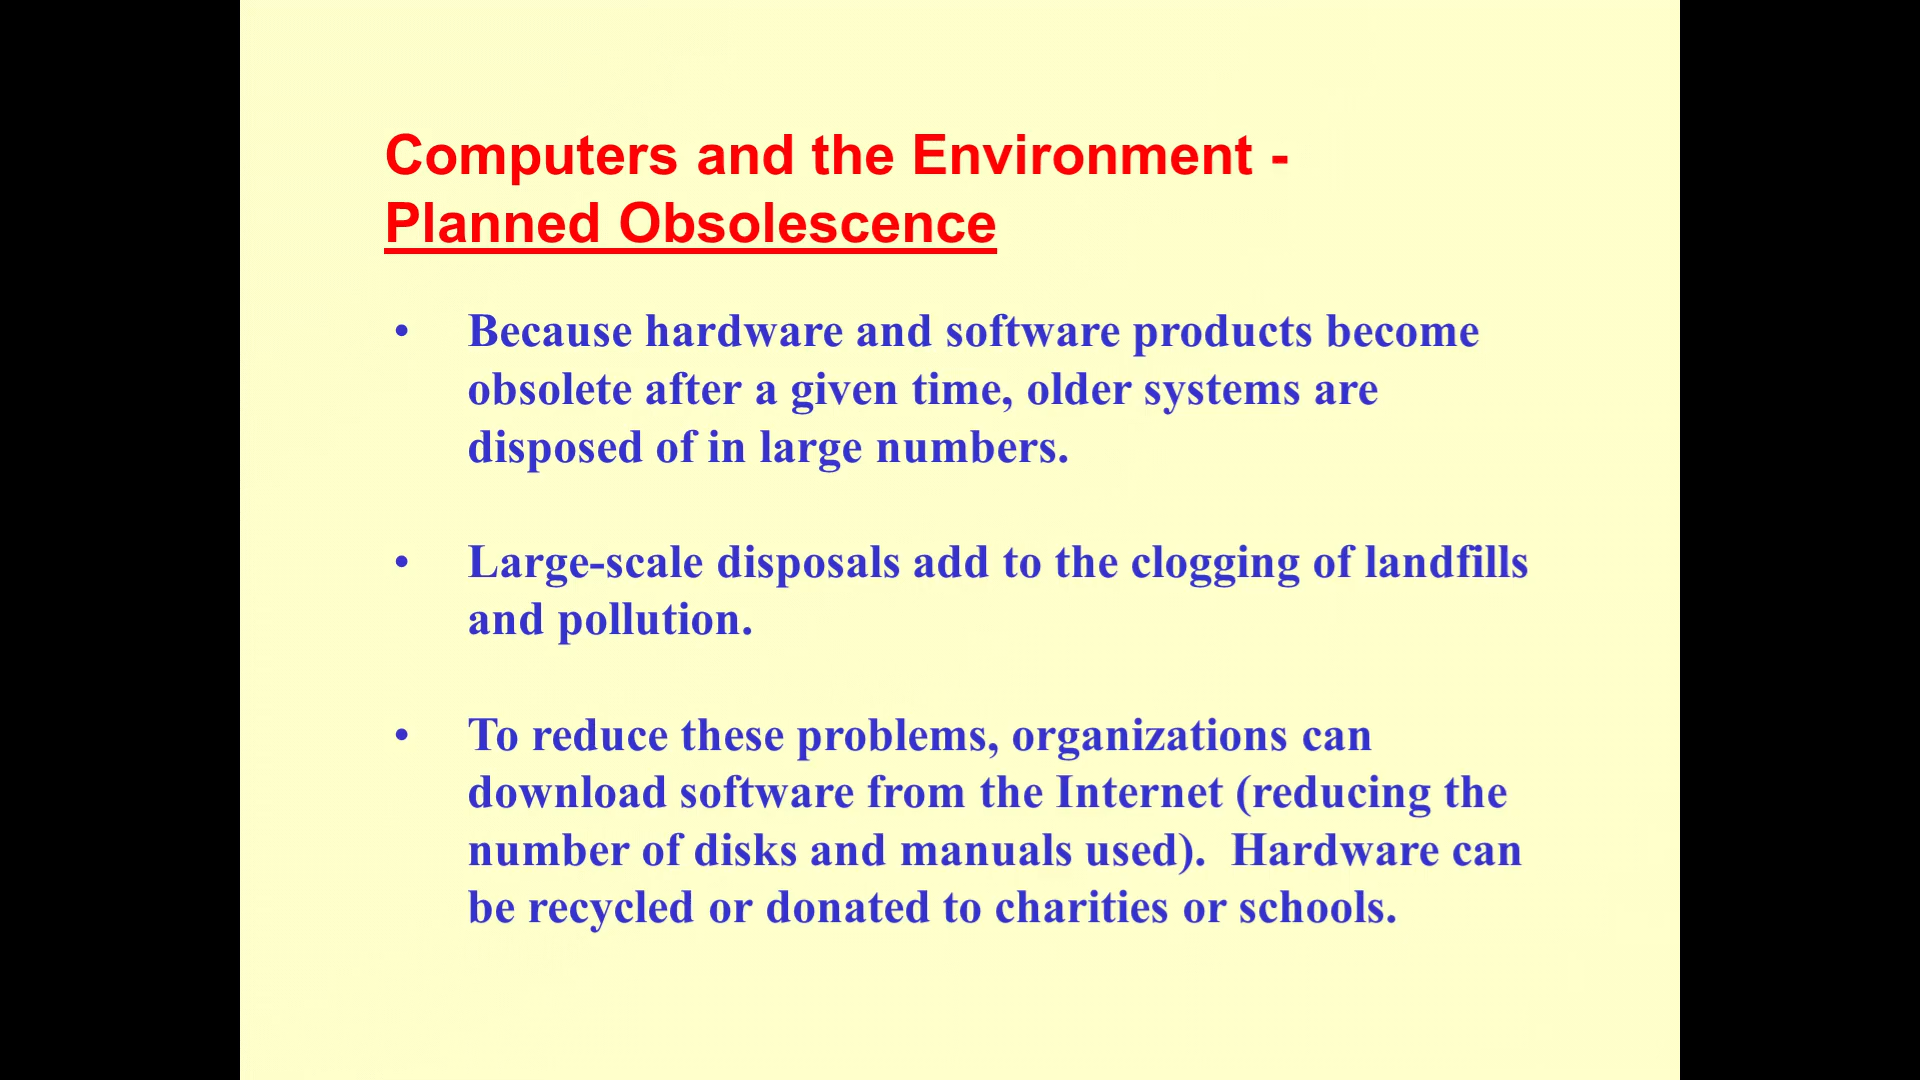 Computers and the Environment -
Planned Obsolescence
• Because hardware and software products become
obsolete after a given time, older systems are
disposed of in large numbers.
• Large-scale disposals add to the clogging of landfills
and pollution.
• To reduce these problems, organizations can
download software from the Internet (reducing the
number of disks and manuals used).  Hardware can
be recycled or donated to charities or schools.